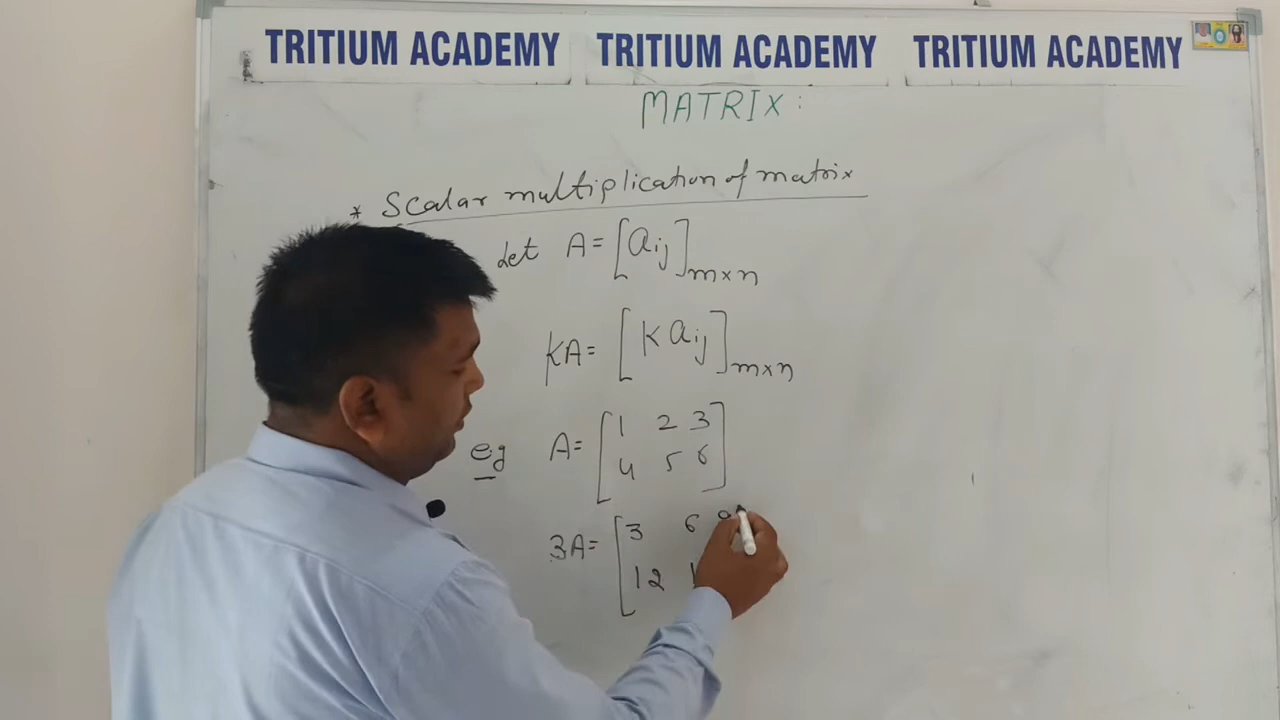 TRITIUM ACADEMY TRITIUM ACADEMY TRITIUM ACADEMY
MATRIX :
* Scalar multiplication of matrix
Let A = [aij]m×n
KA = [K aij]m×n
eg A = [1 2 3
4 5 6]
3A = [3 6 9
12